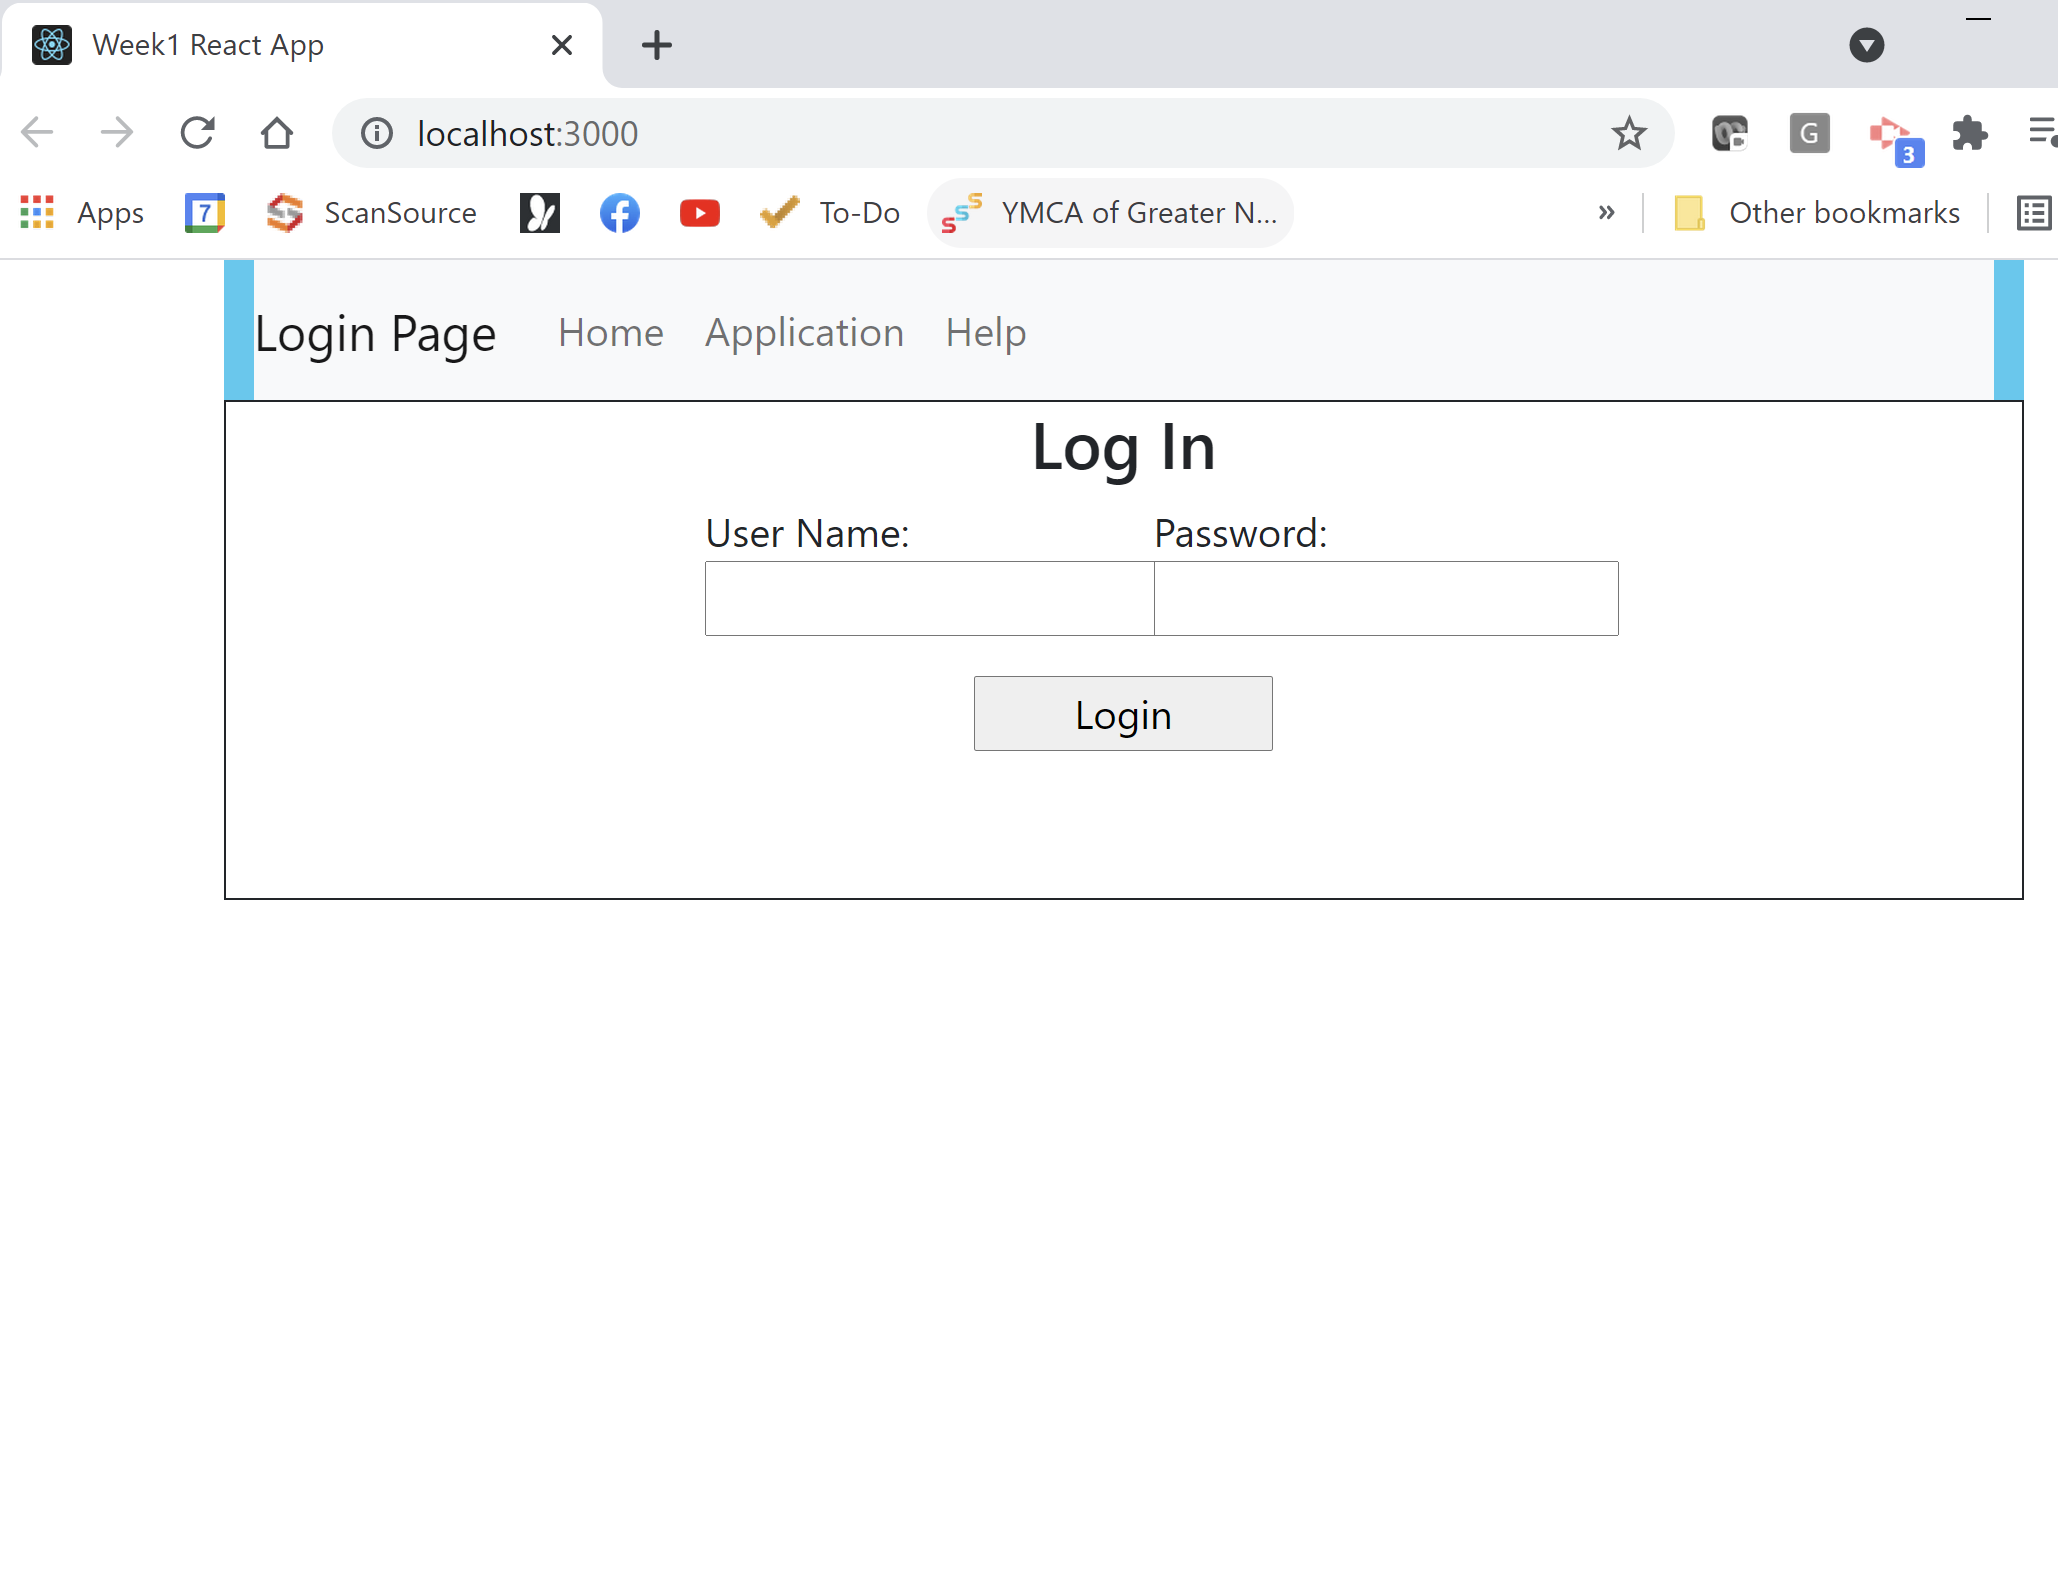 Week1 React App
localhost:3000
G
3
Apps
7
ScanSource
To-Do
YMCA of Greater N...
»
Other bookmarks
Login Page
Home
Application
Help
Log In
User Name:
Password:
Login